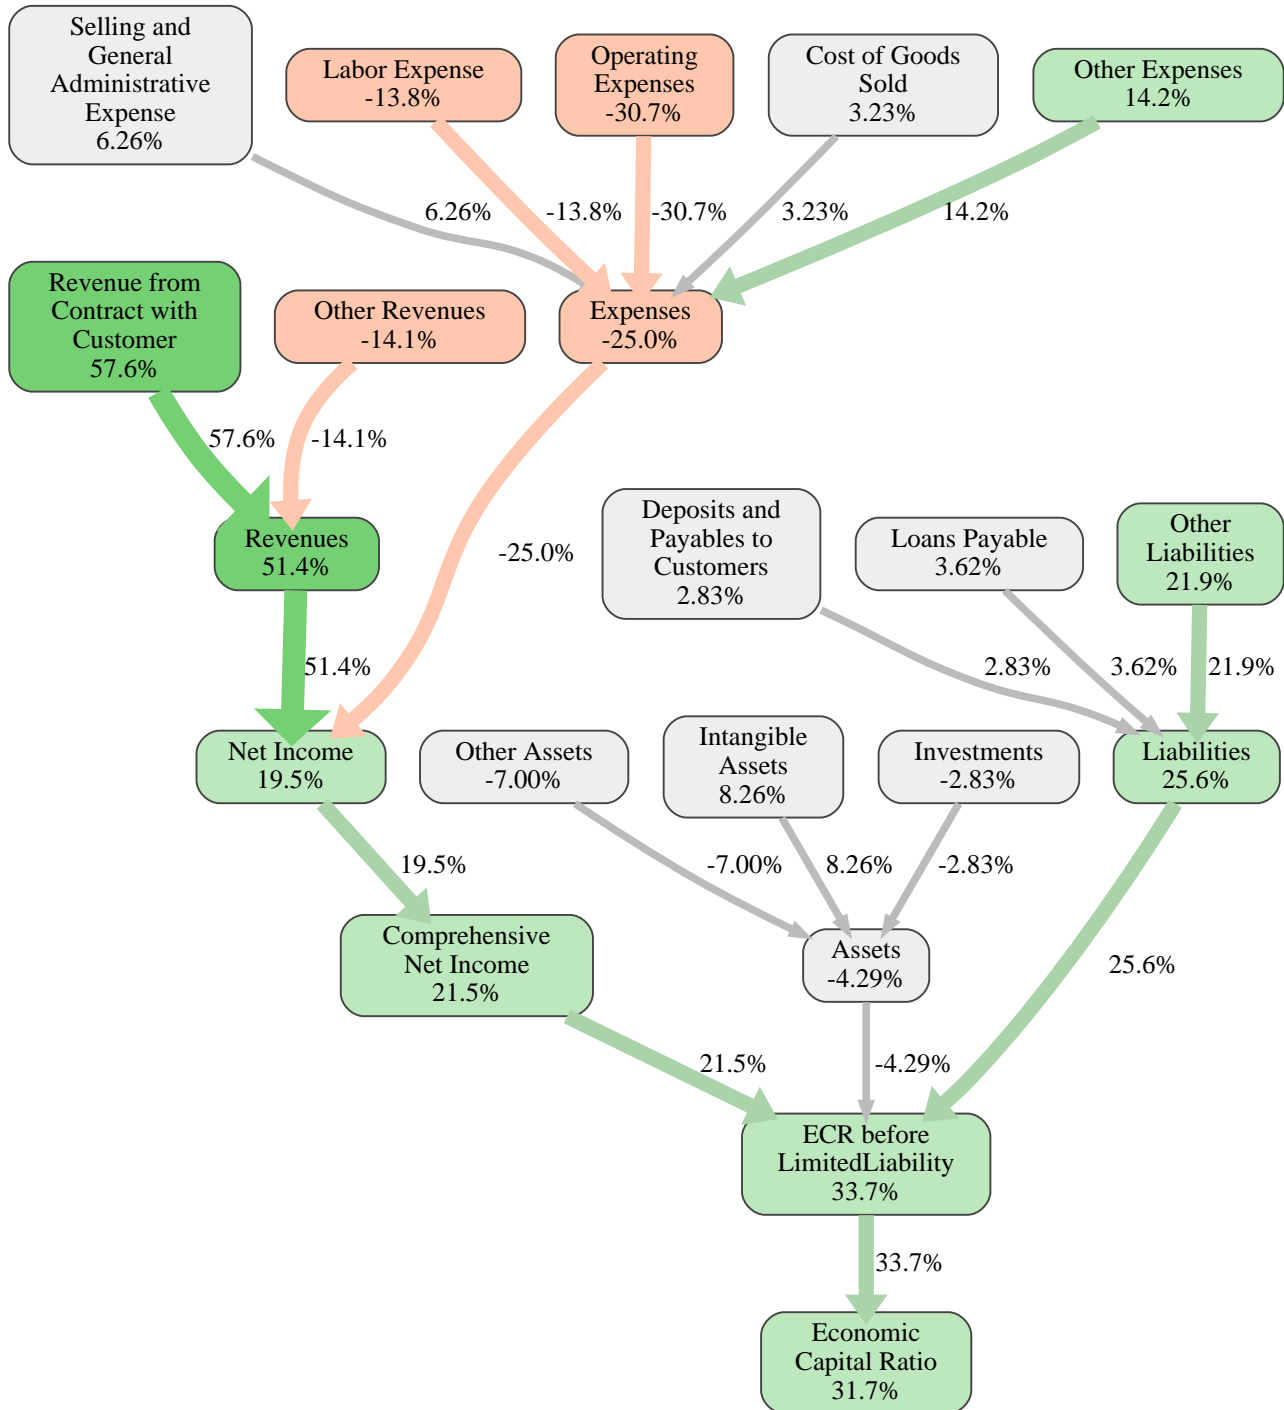 Selling and
General
Administrative
Expense
6.26%
Labor Expense
-13.8%
Operating
Expenses
-30.7%
Cost of Goods
Sold
3.23%
Other Expenses
14.2%
6.26%
-13.8%
-30.7%
3.23%
14.2%
Revenue from
Contract with
Customer
57.6%
Other Revenues
-14.1%
Expenses
-25.0%
57.6%
-14.1%
-25.0%
Revenues
51.4%
Deposits and
Payables to
Customers
2.83%
Loans Payable
3.62%
Other
Liabilities
21.9%
51.4%
2.83%
3.62%
21.9%
Net Income
19.5%
Other Assets
-7.00%
Intangible
Assets
8.26%
Investments
-2.83%
Liabilities
25.6%
19.5%
-7.00%
8.26%
-2.83%
25.6%
Comprehensive
Net Income
21.5%
Assets
-4.29%
21.5%
-4.29%
ECR before
LimitedLiability
33.7%
33.7%
Economic
Capital Ratio
31.7%